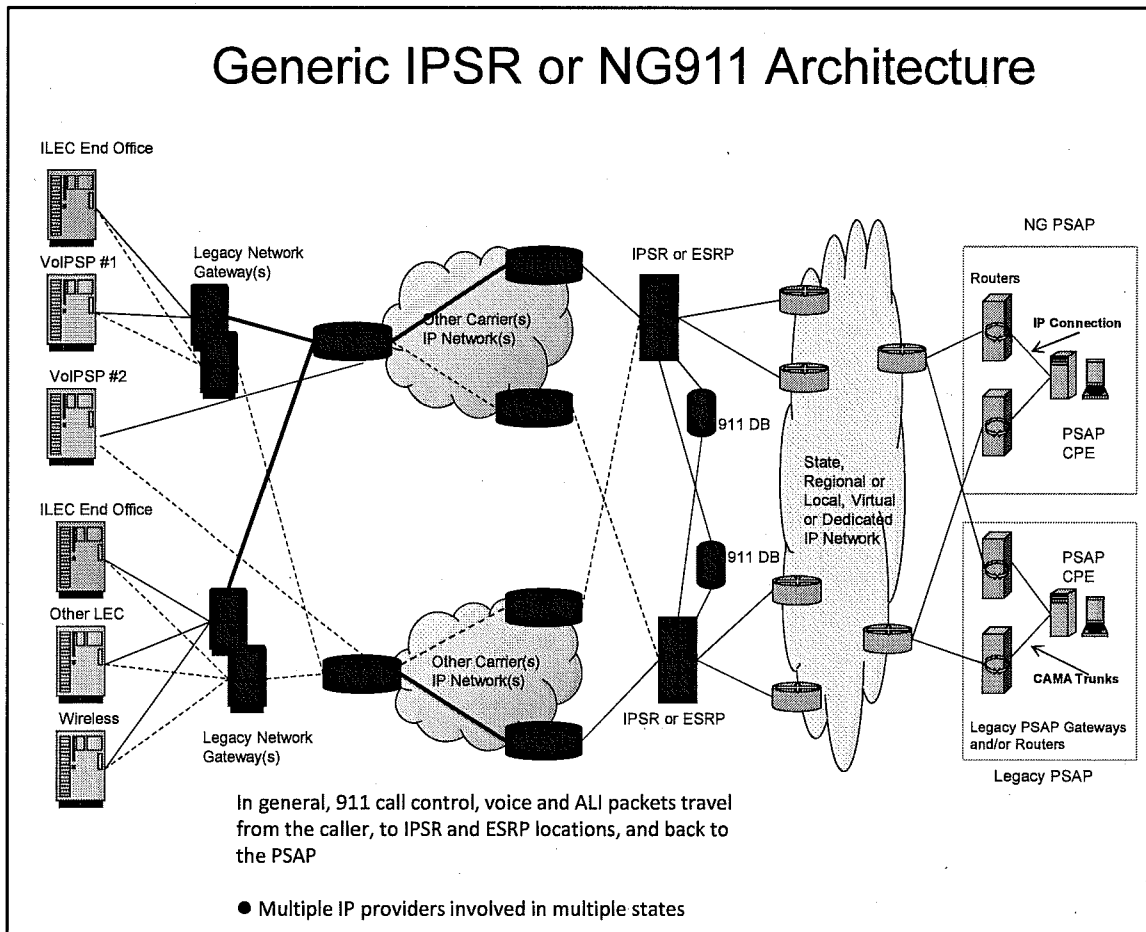 Generic IPSR or NG911 Architecture
ILEC End Office
VoIPSP #1
VoIPSP #2
ILEC End Office
Other LEC
Wireless
Legacy Network
Gateway(s)
Legacy Network
Gateway(s)
Other Carrier(s)
IP Network(s)
Other Carrier(s)
IP Network(s)
IPSR or ESRP
911 DB
911 DB
IPSR or ESRP
State,
Regional or
Local, Virtual
or Dedicated
IP Network
NG PSAP
Routers
IP Connection
PSAP
CPE
PSAP
CPE
CAMA Trunks
Legacy PSAP Gateways
and/or Routers
Legacy PSAP
In general, 911 call control, voice and ALI packets travel
from the caller, to IPSR and ESRP locations, and back to
the PSAP
● Multiple IP providers involved in multiple states